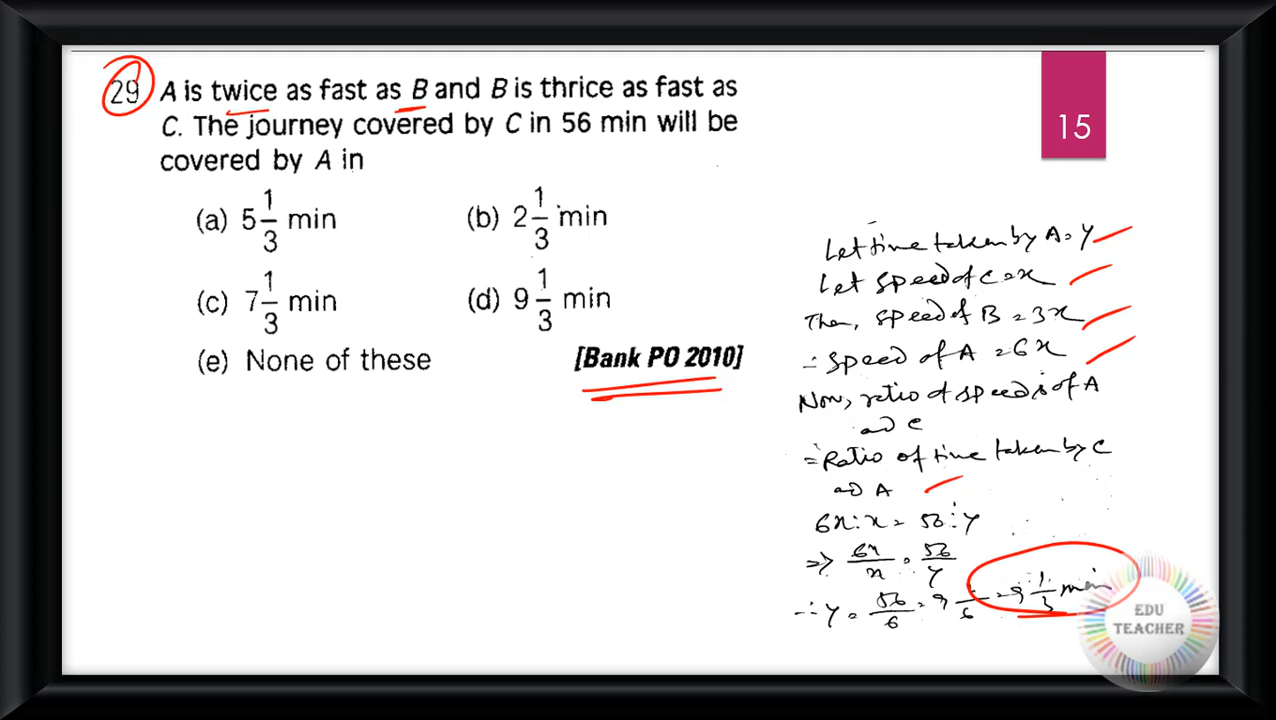 29 A is twice as fast as B and B is thrice as fast as
C. The journey covered by C in 56 min will be
covered by A in
(a) 5 1/3 min (b) 2 1/3 min
(c) 7 1/3 min (d) 9 1/3 min
(e) None of these [Bank PO 2010]
15
Let time taken by A = y
Let speed of C = x
Then, speed of B = 3x
∴ speed of A = 6x
Now, ratio of speeds of A
and C
= Ratio of time taken by C
and A
6x : x = 56 : y
⇒ 6x/x = 56/y
∴ y = 56/6 = 9 /6 = 9 1/3 min
EDU
TEACHER